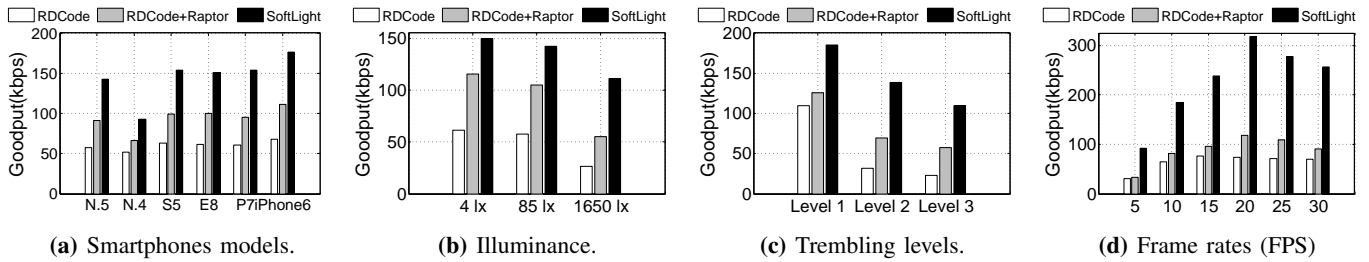 RDCode RDCode+Raptor SoftLight
Goodput(kbps)
200
150
100
50
0
N.5 N.4 S5 E8 P7iPhone6
(a) Smartphones models.
RDCode RDCode+Raptor SoftLight
Goodput(kbps)
150
100
50
0
4 lx 85 lx 1650 lx
(b) Illuminance.
RDCode RDCode+Raptor SoftLight
Goodput(kbps)
200
150
100
50
0
Level 1 Level 2 Level 3
(c) Trembling levels.
RDCode RDCode+Raptor SoftLight
Goodput(kbps)
300
200
100
0
5 10 15 20 25 30
(d) Frame rates (FPS)